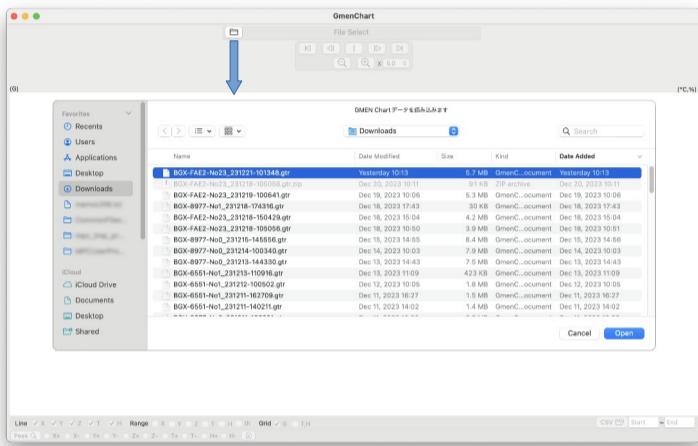 GmenChart
File Select
X 5.0
(G)
(°C,%)
GMEN Chartデータを読み込みます
Favorites
Recents
Users
Applications
Desktop
Downloads
iCloud
iCloud Drive
Documents
Desktop
Shared
Downloads
Search
Name Date Modified Size Kind Date Added
BGX-FAE2-No23_231221-101348.gtr Yesterday 10:13 5.7 MB GmenC...ocument Yesterday 10:13
BGX-FAE2-No23_231218-105056.gtr.zip Dec 20, 2023 10:11 91 KB ZIP archive Dec 20, 2023 10:11
BGX-FAE2-No23_231219-100641.gtr Dec 19, 2023 10:06 5.3 MB GmenC...ocument Dec 19, 2023 10:06
BGX-8977-No1_231218-174316.gtr Dec 18, 2023 17:43 30 KB GmenC...ocument Dec 18, 2023 17:43
BGX-FAE2-No23_231218-150429.gtr Dec 18, 2023 15:04 4.2 MB GmenC...ocument Dec 18, 2023 15:04
BGX-FAE2-No23_231218-105056.gtr Dec 18, 2023 10:50 3.9 MB GmenC...ocument Dec 18, 2023 10:51
BGX-8977-No0_231215-145556.gtr Dec 15, 2023 14:55 8.4 MB GmenC...ocument Dec 15, 2023 14:56
BGX-8977-No0_231214-100340.gtr Dec 14, 2023 10:03 7.9 MB GmenC...ocument Dec 14, 2023 10:03
BGX-8977-No0_231213-144330.gtr Dec 13, 2023 14:43 7.5 MB GmenC...ocument Dec 13, 2023 14:43
BGX-6551-No1_231213-110916.gtr Dec 13, 2023 11:09 423 KB GmenC...ocument Dec 13, 2023 11:09
BGX-6551-No1_231212-100502.gtr Dec 12, 2023 10:05 1.8 MB GmenC...ocument Dec 12, 2023 10:05
BGX-6551-No1_231211-162709.gtr Dec 11, 2023 16:27 1.5 MB GmenC...ocument Dec 11, 2023 16:27
BGX-6551-No1_231211-140211.gtr Dec 11, 2023 14:02 1.4 MB GmenC...ocument Dec 11, 2023 14:02
Cancel Open
Line X Y Z T H Range X Y Z T H th Grid G T,H
CSV Start - End
Peak X+ X- Y+ Y- Z+ Z- T+ T- H+ H-